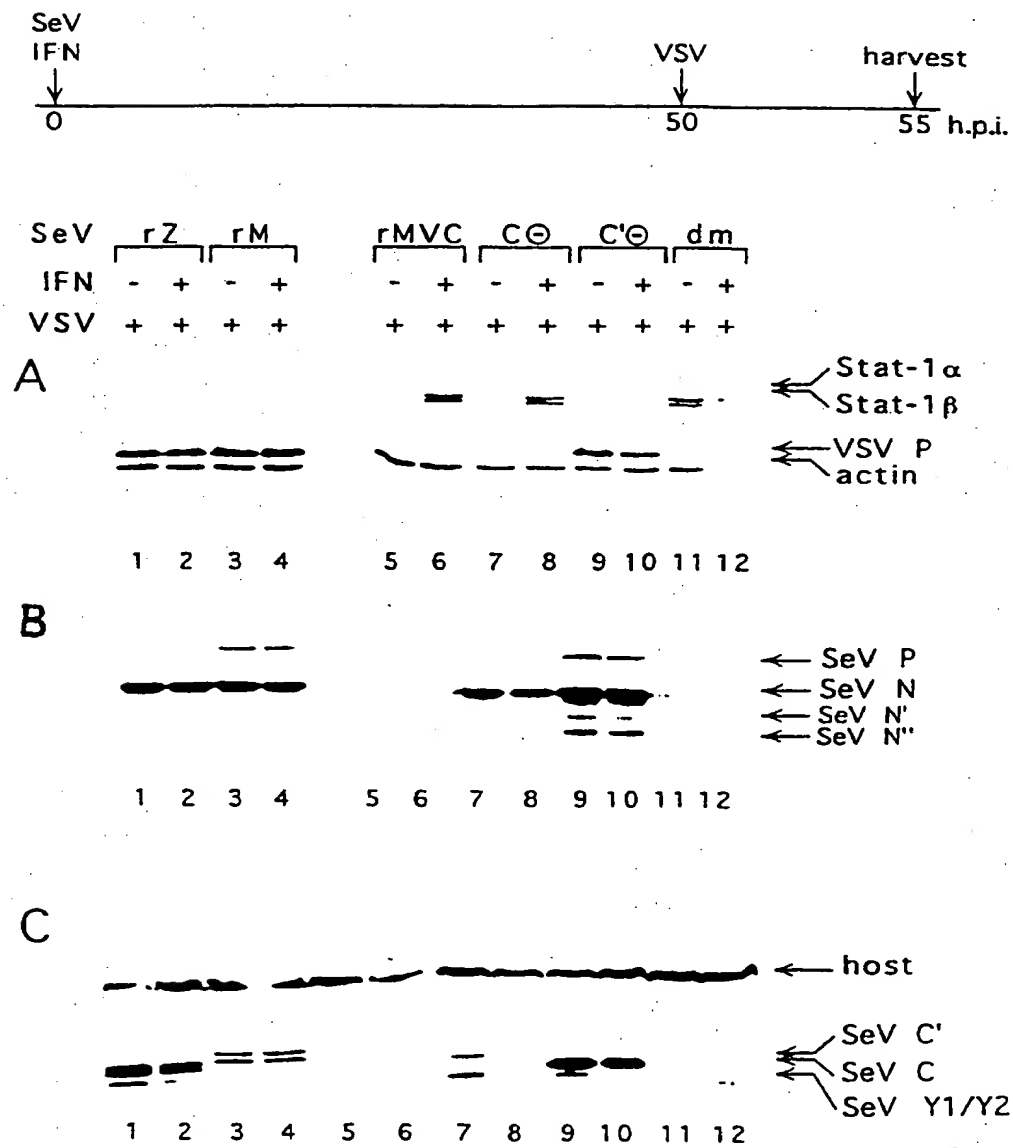 SeV
IFN VSV harvest
0 50 55 h.p.i.
SeV rZ rM rMVC C⊖ C'⊖ dm
IFN - + - + - + - + - + - +
VSV + + + + + + + + + + + +
A
Stat-1α
Stat-1β
VSV P
actin
1 2 3 4 5 6 7 8 9 10 11 12
B
SeV P
SeV N
SeV N'
SeV N''
1 2 3 4 5 6 7 8 9 10 11 12
C
host
SeV C'
SeV C
SeV Y1/Y2
1 2 3 4 5 6 7 8 9 10 11 12